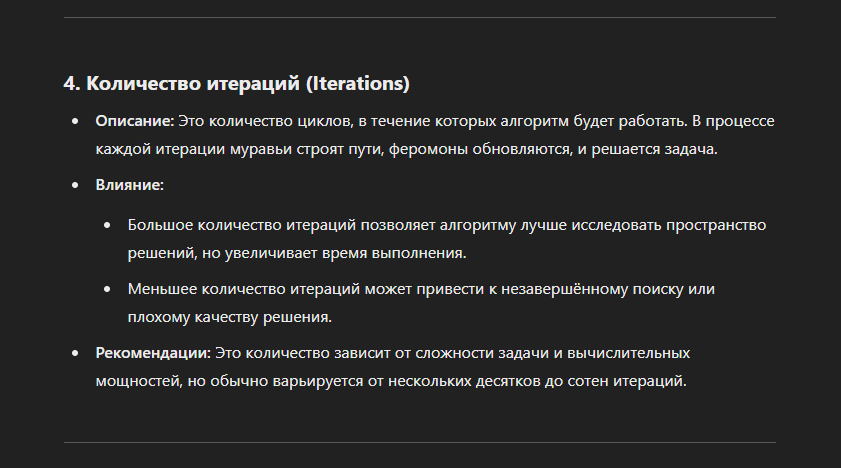 4. Количество итераций (Iterations)
Описание: Это количество циклов, в течение которых алгоритм будет работать. В процессе
каждой итерации муравьи строят пути, феромоны обновляются, и решается задача.
Влияние:
Большое количество итераций позволяет алгоритму лучше исследовать пространство
решений, но увеличивает время выполнения.
Меньшее количество итераций может привести к незавершённому поиску или
плохому качеству решения.
Рекомендации: Это количество зависит от сложности задачи и вычислительных
мощностей, но обычно варьируется от нескольких десятков до сотен итераций.